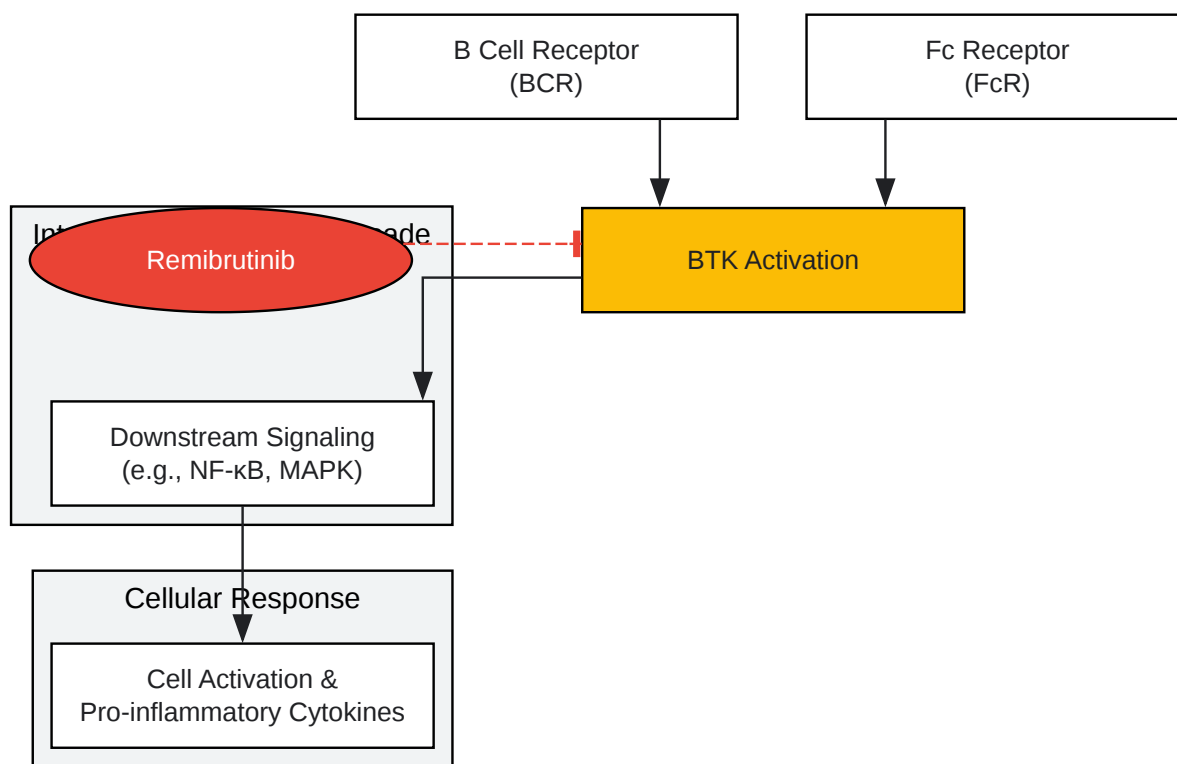 B Cell Receptor
(BCR)
Fc Receptor
(FcR)
Remibrutinib
BTK Activation
Downstream Signaling
(e.g., NF-κB, MAPK)
Cellular Response
Cell Activation &
Pro-inflammatory Cytokines